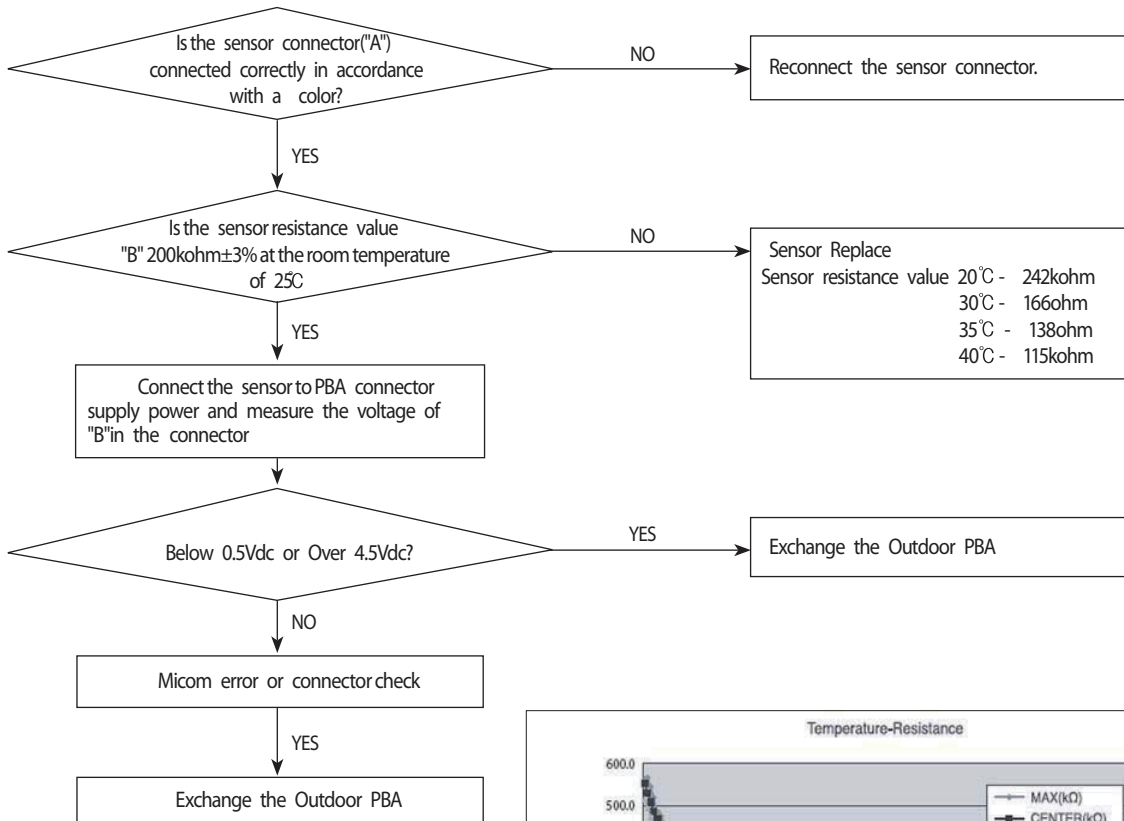 Is the sensor connector("A")
connected correctly in accordance
with a color?
NO
Reconnect the sensor connector.
YES
Is the sensor resistance value
"B" 200kohm±3% at the room temperature
of 25℃
NO
Sensor Replace
Sensor resistance value 20℃ - 242kohm
30℃ - 166ohm
35℃ - 138ohm
40℃ - 115kohm
YES
Connect the sensor to PBA connector
supply power and measure the voltage of
"B"in the connector
Below 0.5Vdc or Over 4.5Vdc?
YES
Exchange the Outdoor PBA
NO
Micom error or connector check
YES
Exchange the Outdoor PBA
Temperature-Resistance
600.0
500.0
MAX(kΩ)
CENTER(kΩ)